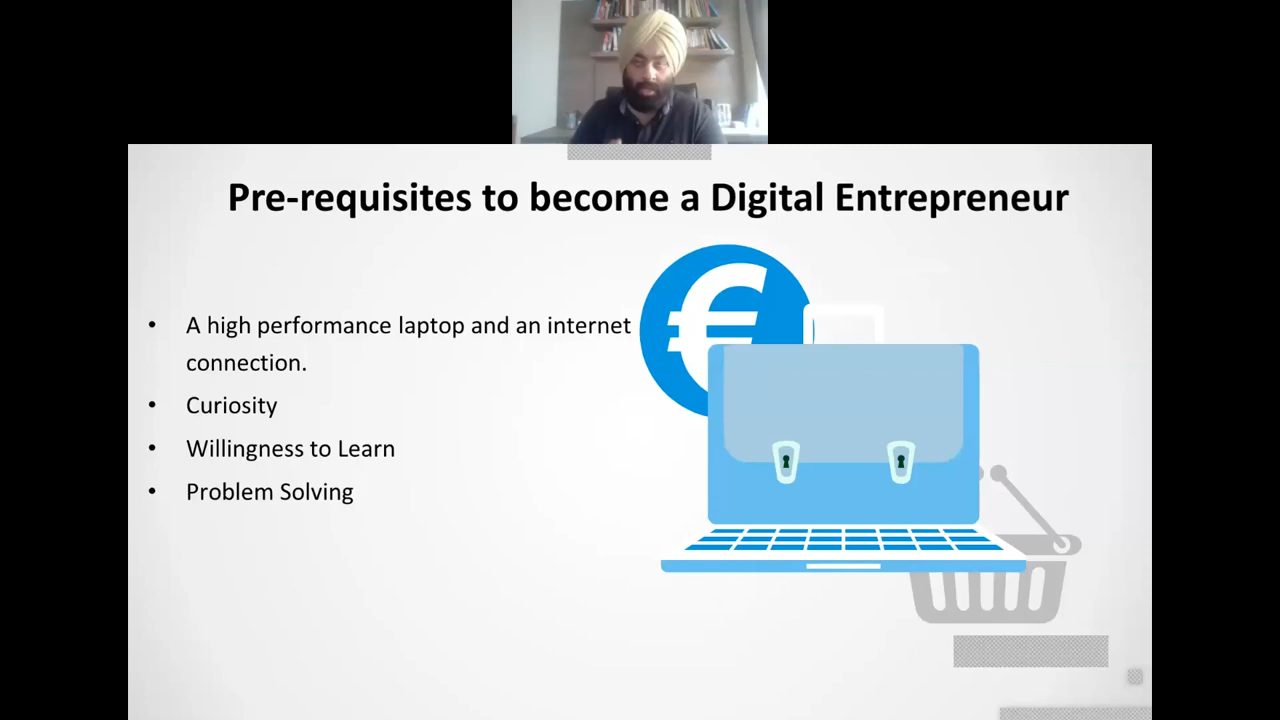 Pre-requisites to become a Digital Entrepreneur
• A high performance laptop and an internet
connection.
• Curiosity
• Willingness to Learn
• Problem Solving